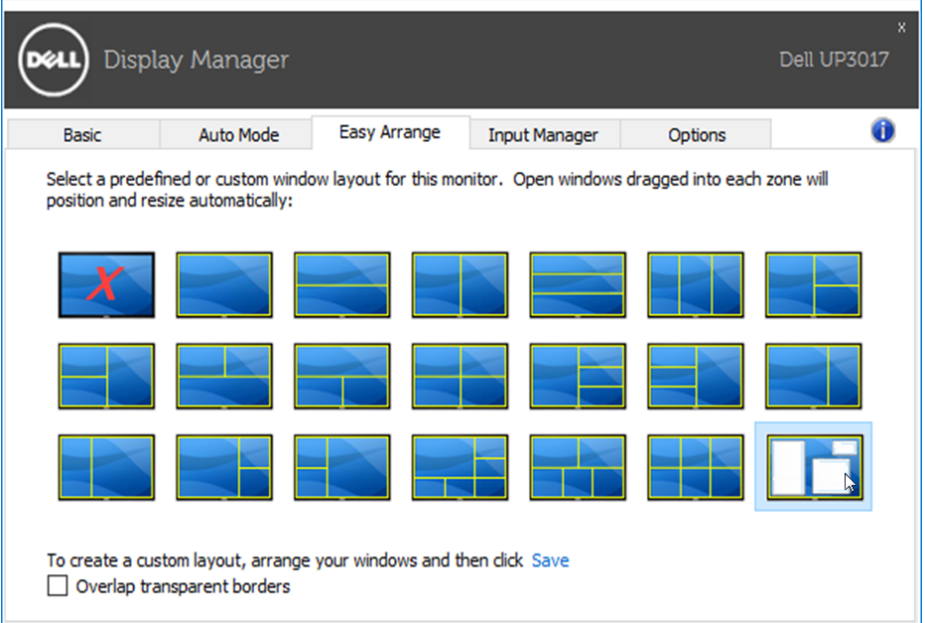 DELL Display Manager
x
Dell UP3017
Basic Auto Mode Easy Arrange Input Manager Options
i
Select a predefined or custom window layout for this monitor. Open windows dragged into each zone will
position and resize automatically:
X
To create a custom layout, arrange your windows and then click Save
Overlap transparent borders